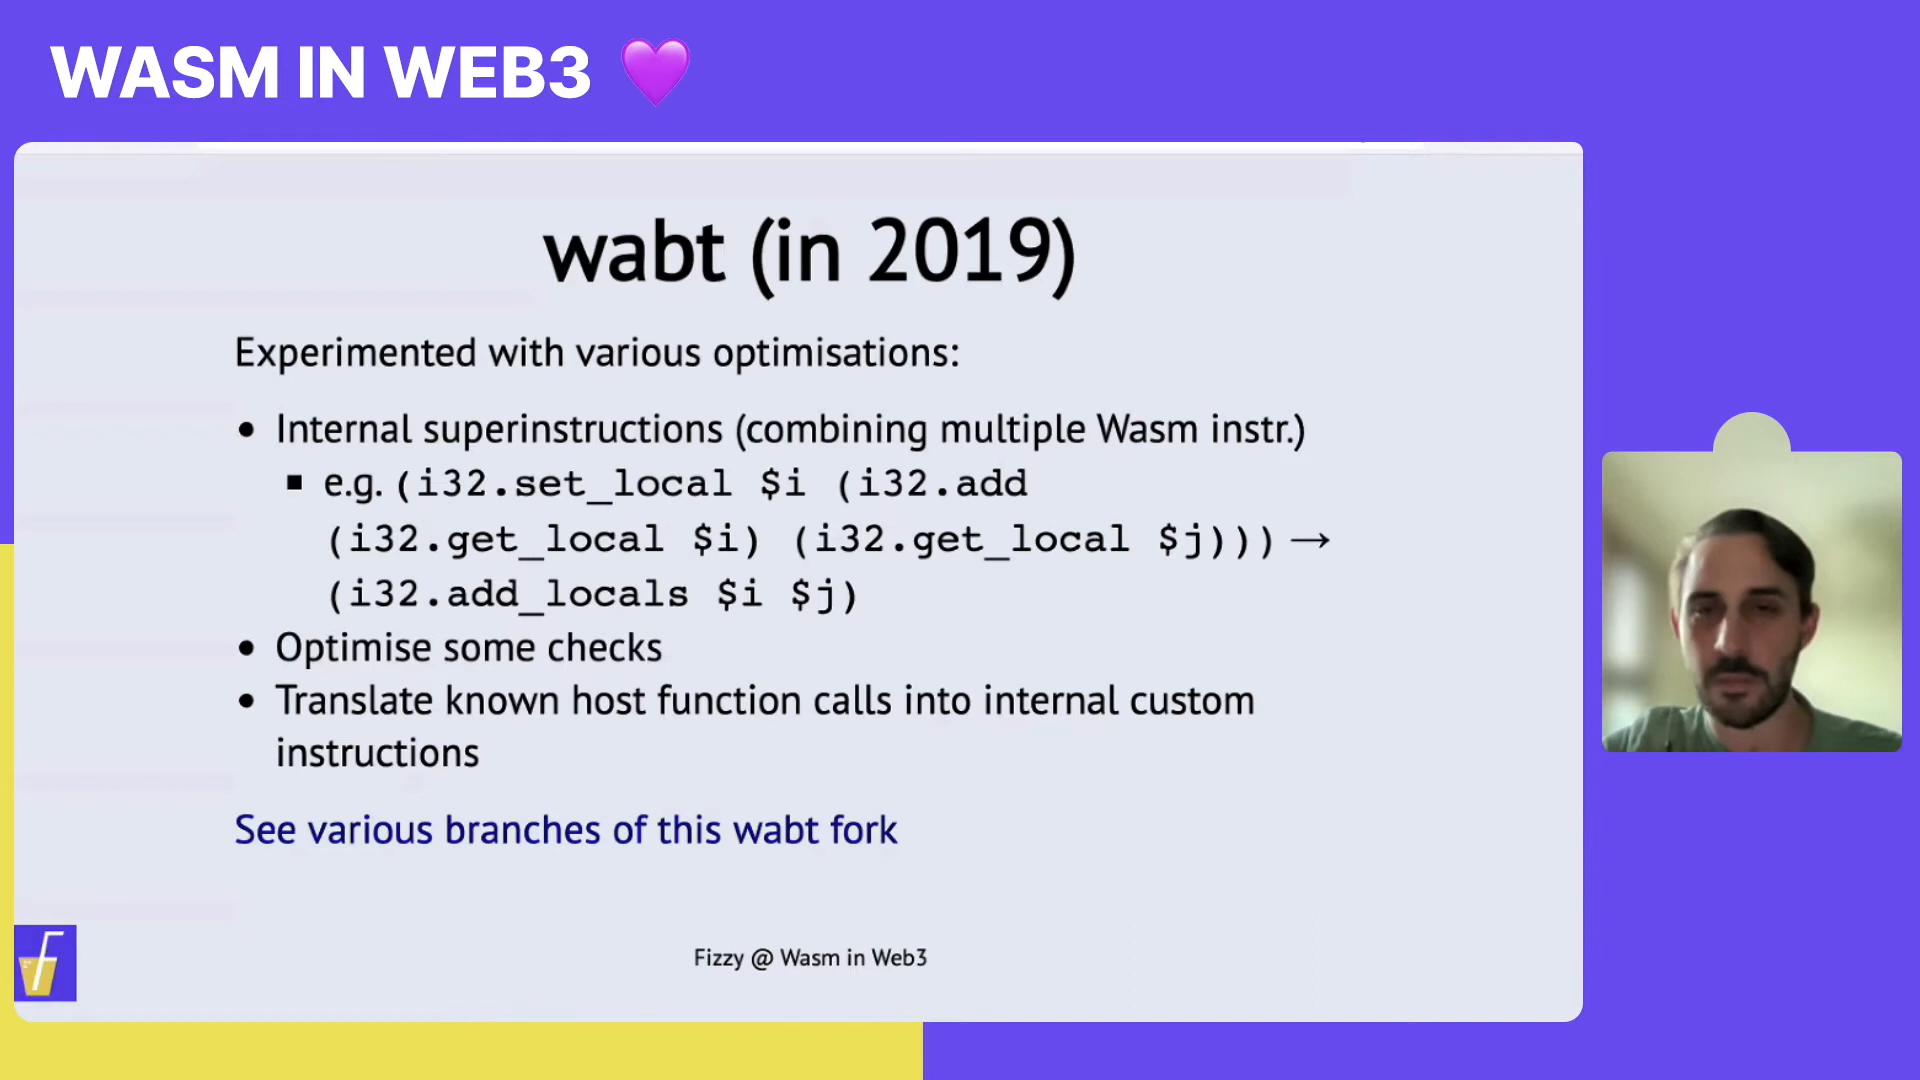 WASM IN WEB3 💜
wabt (in 2019)
Experimented with various optimisations:
• Internal superinstructions (combining multiple Wasm instr.)
▪ e.g. (i32.set_local $i (i32.add
(i32.get_local $i) (i32.get_local $j))) →
(i32.add_locals $i $j)
• Optimise some checks
• Translate known host function calls into internal custom
instructions
See various branches of this wabt fork
Fizzy @ Wasm in Web3